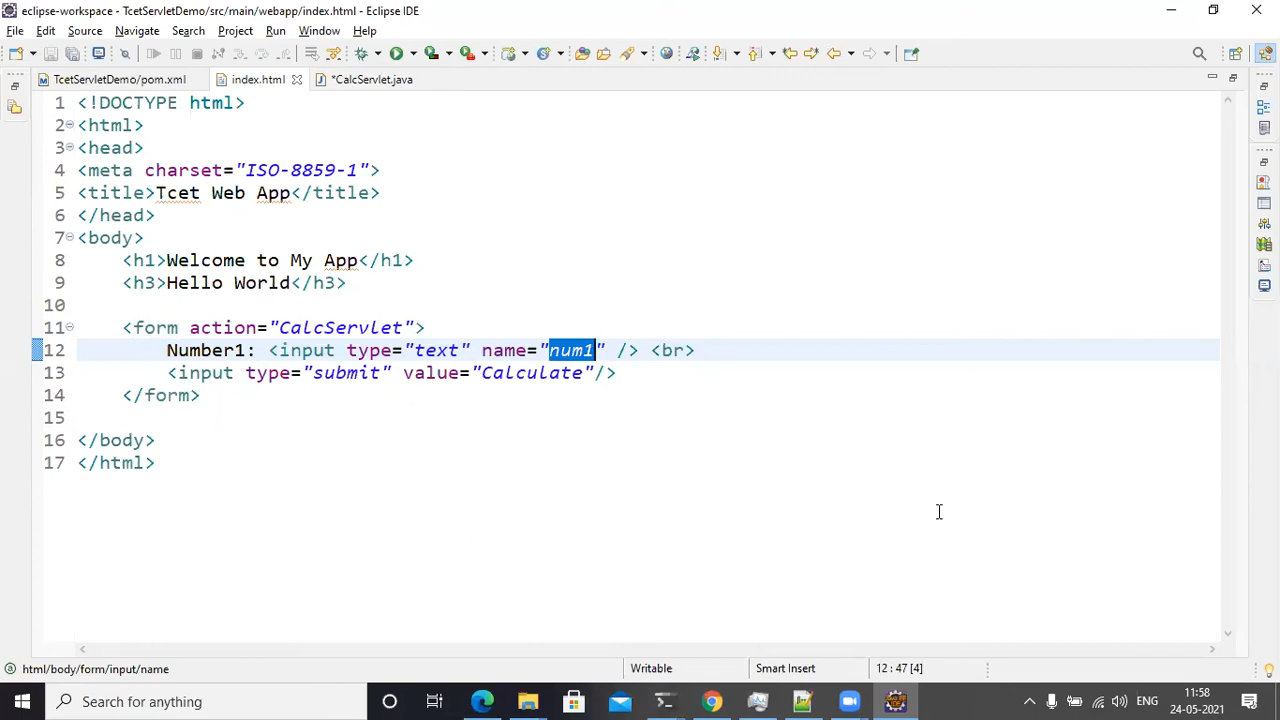 eclipse-workspace - TcetServletDemo/src/main/webapp/index.html - Eclipse IDE
File Edit Source Refactor Navigate Search Project Run Window Help
TcetServletDemo/pom.xml index.html *CalcServlet.java
1 <!DOCTYPE html>
2 <html>
3 <head>
4 <meta charset="ISO-8859-1">
5 <title>Tcet Web App</title>
6 </head>
7 <body>
8 <h1>Welcome to My App</h1>
9 <h3>Hello World</h3>
10
11 <form action="CalcServlet">
12 Number1: <input type="text" name="num1" /> <br>
13 <input type="submit" value="Calculate"/>
14 </form>
15
16 </body>
17 </html>
html/body/form/input/name Writable Smart Insert 12 : 47 [4]
Search for anything ENG 11:58
24-05-2021